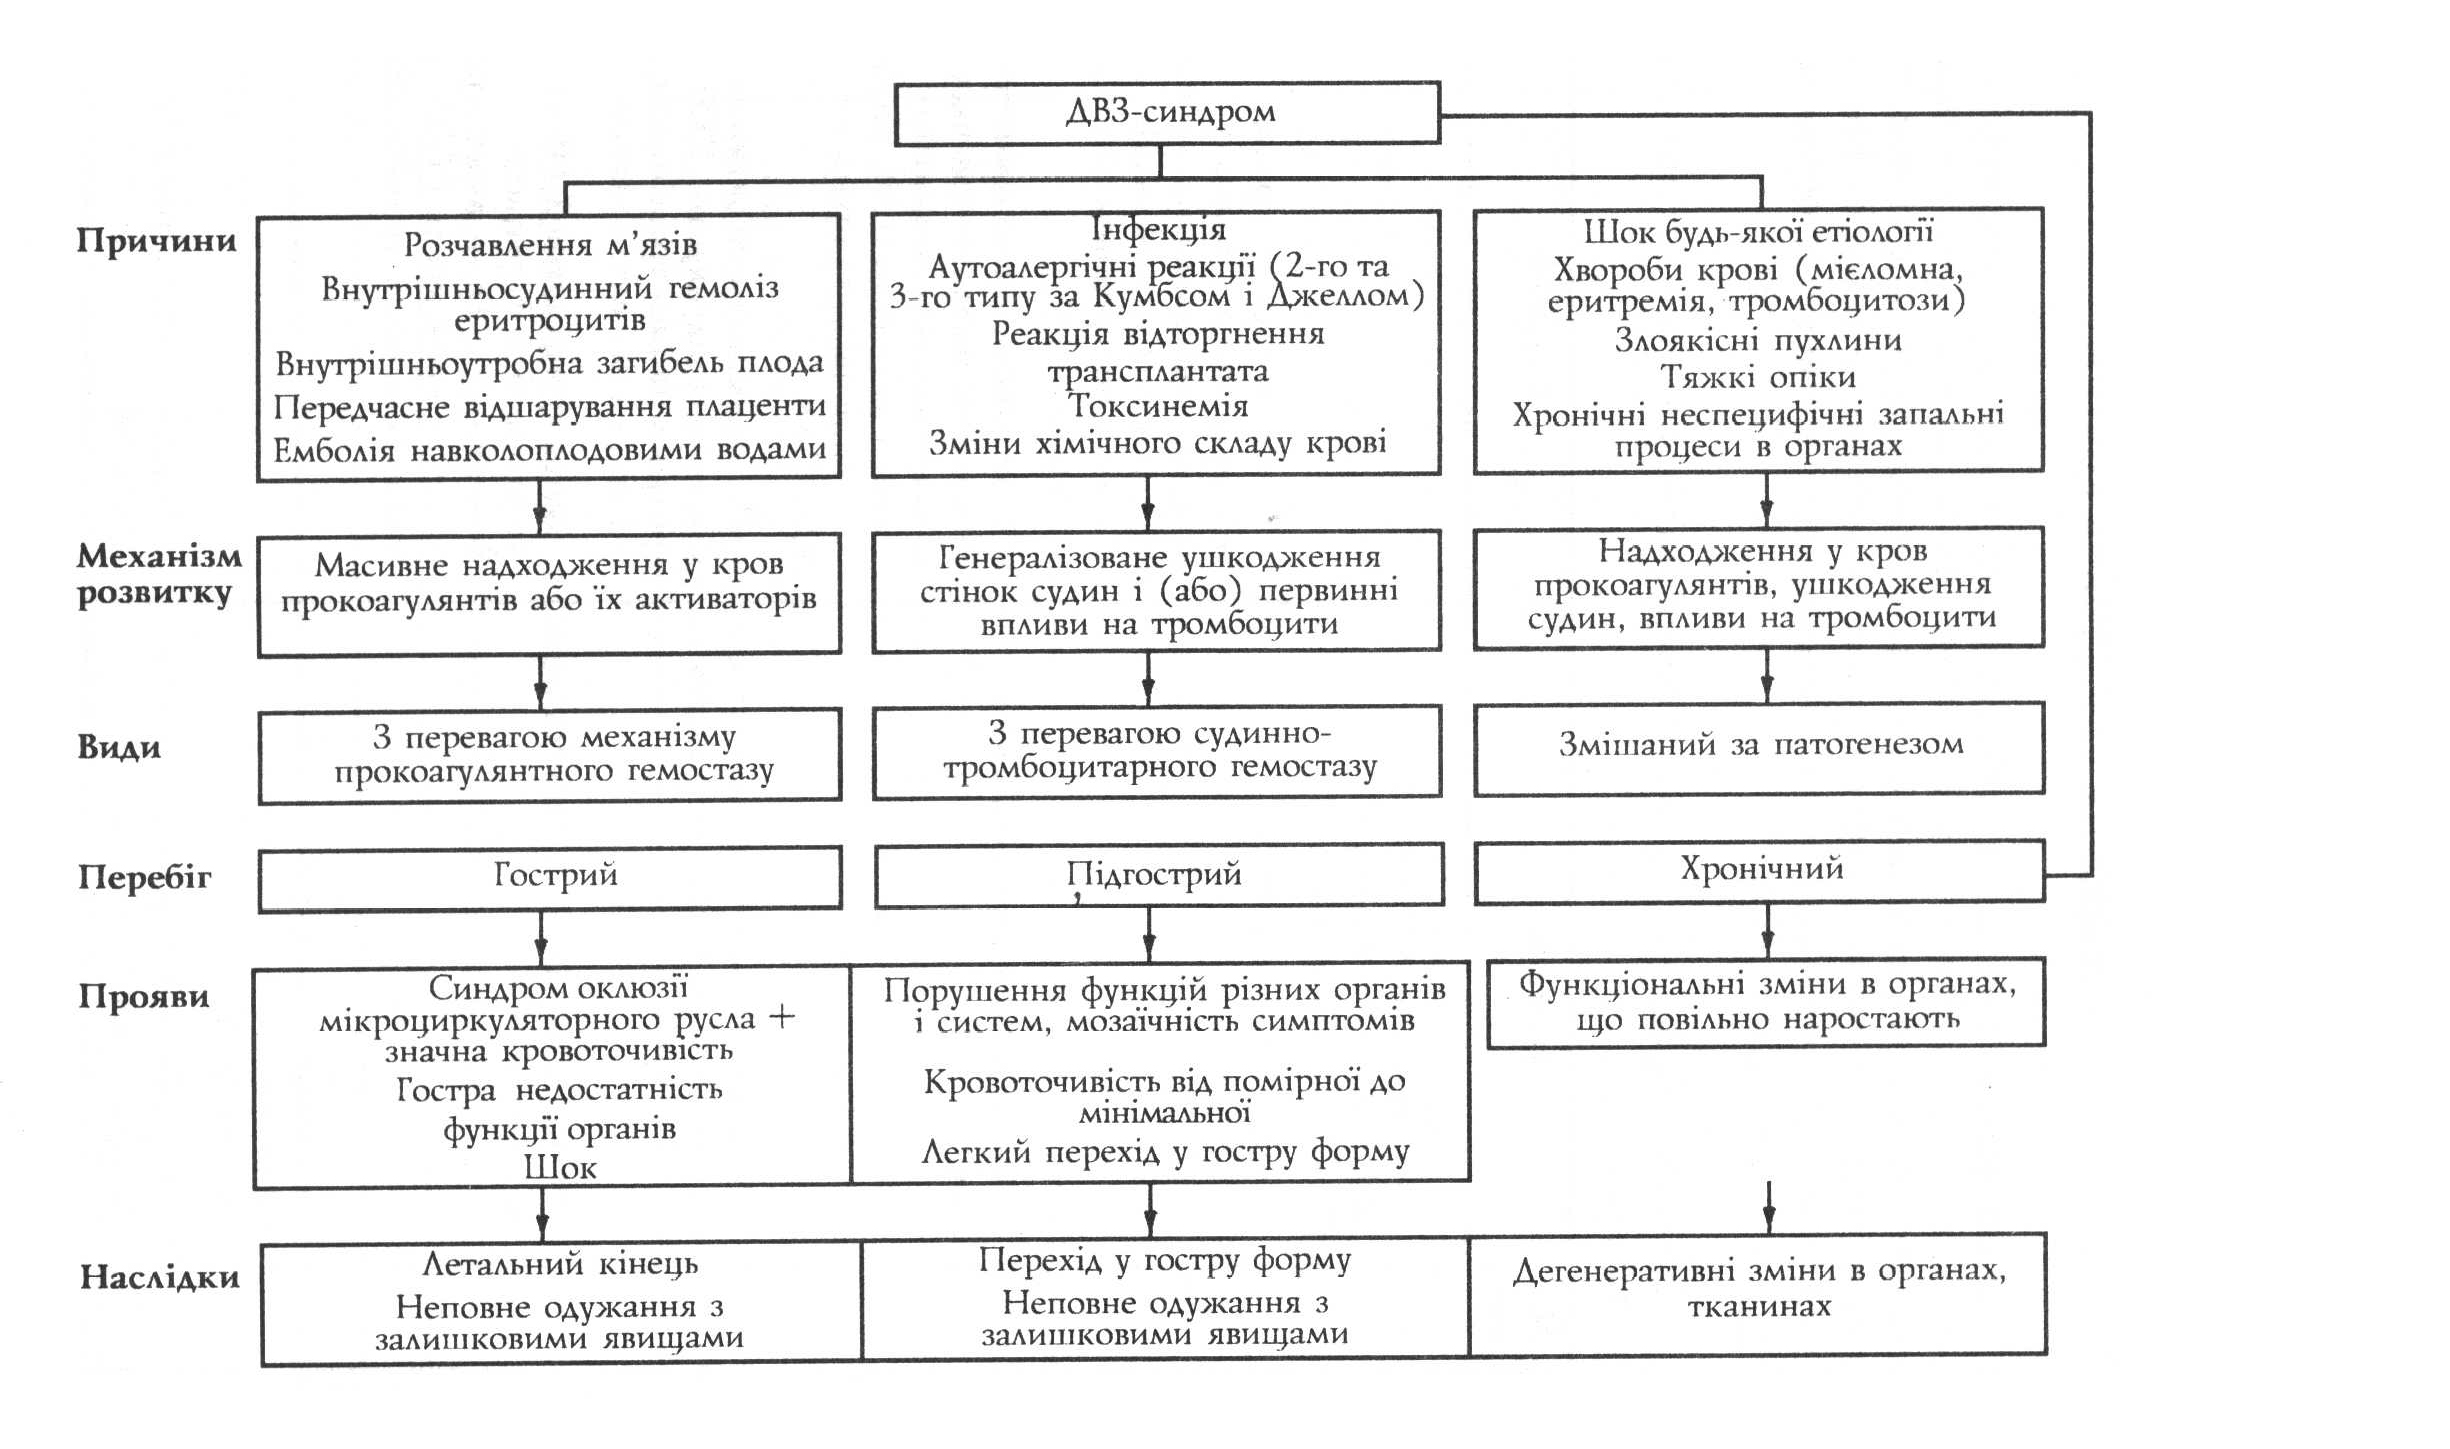 ДВЗ-синдром
Причини
Розчавлення м’язів
Внутрішньосудинний гемоліз
еритроцитів
Внутрішньоутробна загибель плода
Передчасне відшарування плаценти
Емболія навколоплодовими водами
Інфекція
Аутоалергічні реакції (2-го та
3-го типу за Кумбсом і Джеллом)
Реакція відторгнення
трансплантата
Токсинемія
Зміни хімічного складу крові
Шок будь-якої етіології
Хвороби крові (мієломна,
еритремія, тромбоцитози)
Злоякісні пухлини
Тяжкі опіки
Хронічні неспецифічні запальні
процеси в органах
Механізм
розвитку
Масивне надходження у кров
прокоагулянтів або їх активаторів
Генералізоване ушкодження
стінок судин і (або) первинні
впливи на тромбоцити
Надходження у кров
прокоагулянтів, ушкодження
судин, впливи на тромбоцити
Види
З перевагою механізму
прокоагулянтного гемостазу
З перевагою судинно-
тромбоцитарного гемостазу
Змішаний за патогенезом
Перебіг
Гострий
Підгострий
Хронічний
Прояви
Синдром оклюзії
мікроциркуляторного русла +
значна кровоточивість
Гостра недостатність
функції органів
Шок
Порушення функцій різних органів
і систем, мозаїчність симптомів
Кровоточивість від помірної до
мінімальної
Легкий перехід у гостру форму
Функціональні зміни в органах,
що повільно наростають
Наслідки
Летальний кінець
Неповне одужання з
залишковими явищами
Перехід у гостру форму
Неповне одужання з
залишковими явищами
Дегенеративні зміни в органах,
тканинах